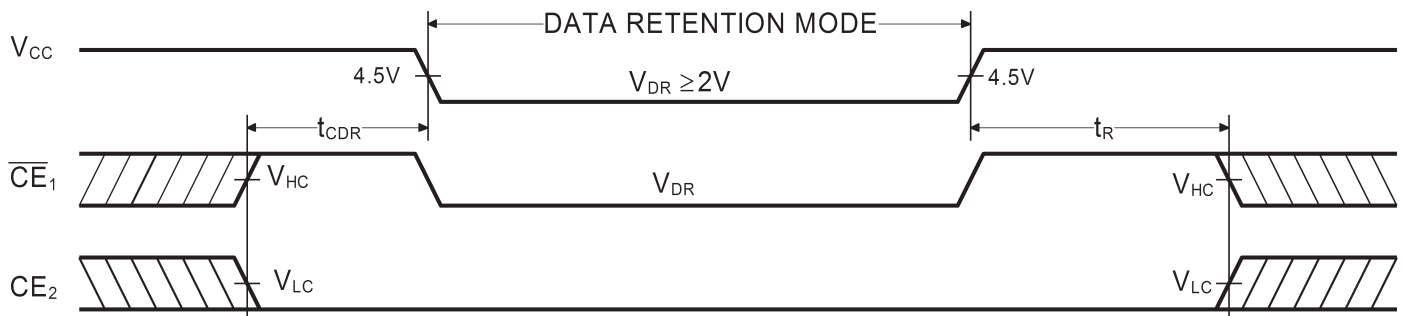 DATA RETENTION MODE
VCC
4.5V
VDR ≥2V
4.5V
tCDR
tR
CE1
VHC
VDR
VHC
CE2
VLC
VLC